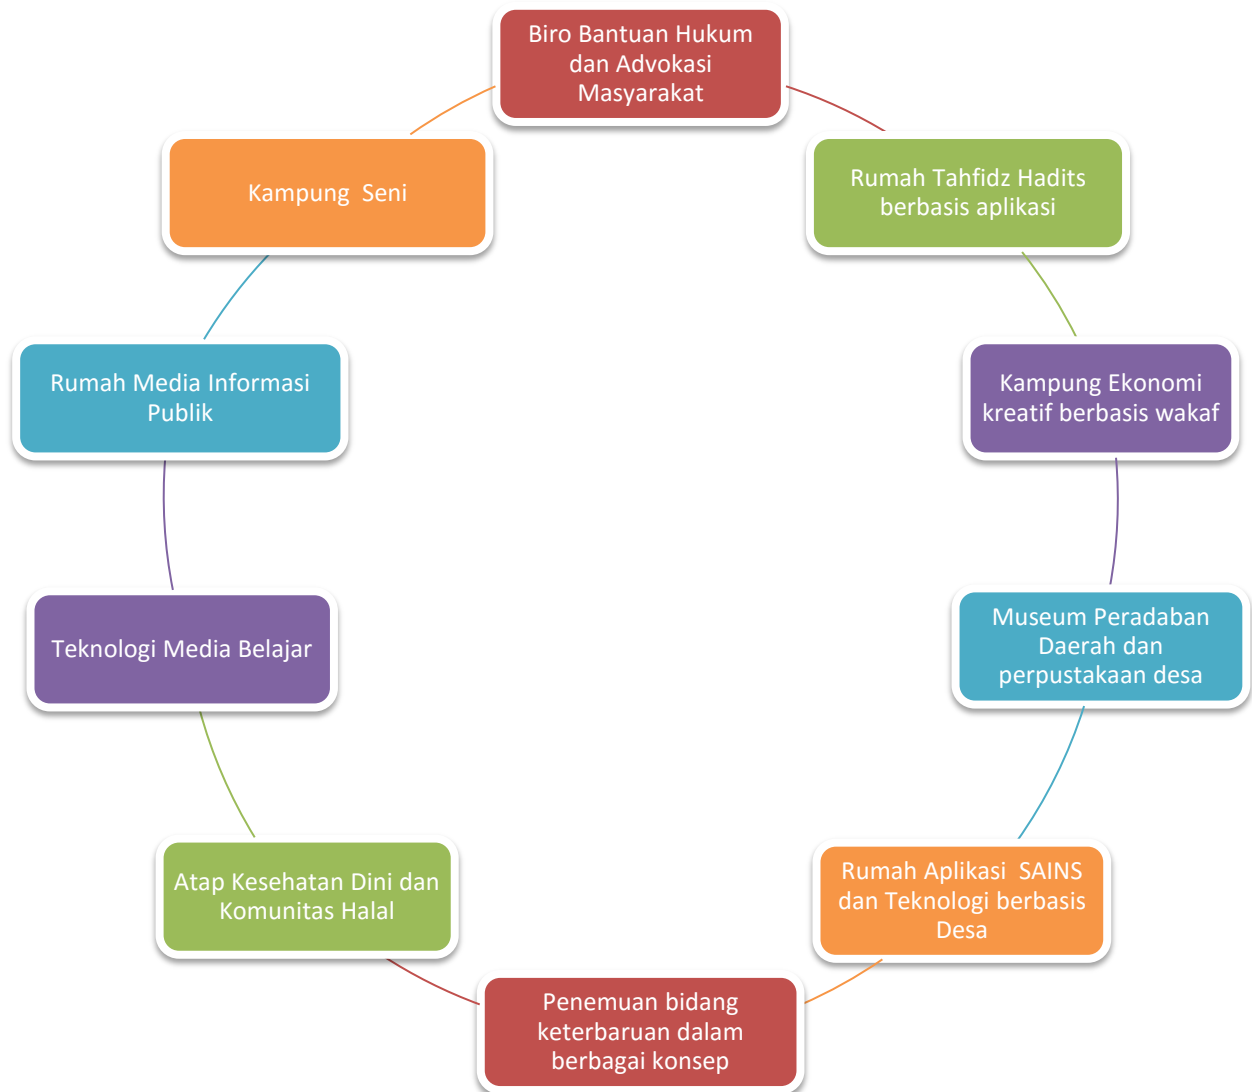 Biro Bantuan Hukum
dan Advokasi
Masyarakat
Rumah Tahfidz Hadits
berbasis aplikasi
Kampung Ekonomi
kreatif berbasis wakaf
Museum Peradaban
Daerah dan
perpustakaan desa
Rumah Aplikasi  SAINS
dan Teknologi berbasis
Desa
Penemuan bidang
keterbaruan dalam
berbagai konsep
Atap Kesehatan Dini dan
Komunitas Halal
Teknologi Media Belajar
Rumah Media Informasi
Publik
Kampung  Seni